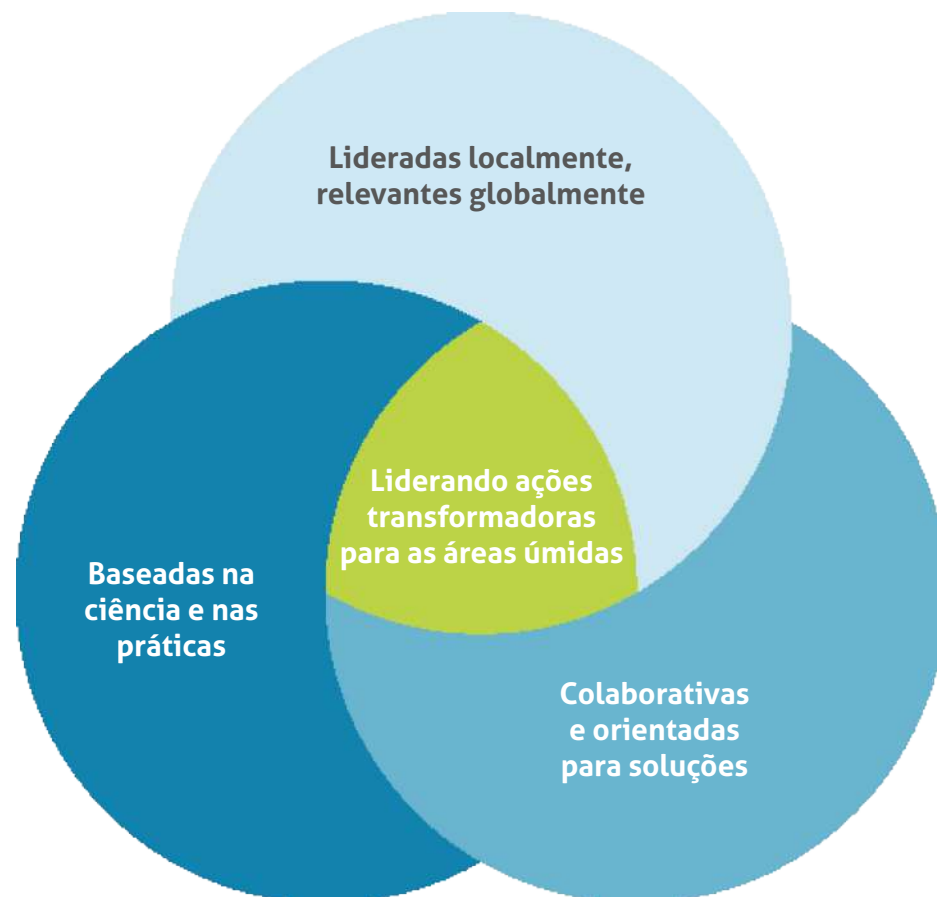 Lideradas localmente,
relevantes globalmente
Liderando ações
transformadoras
para as áreas úmidas
Baseadas na
ciência e nas
práticas
Colaborativas
e orientadas
para soluções